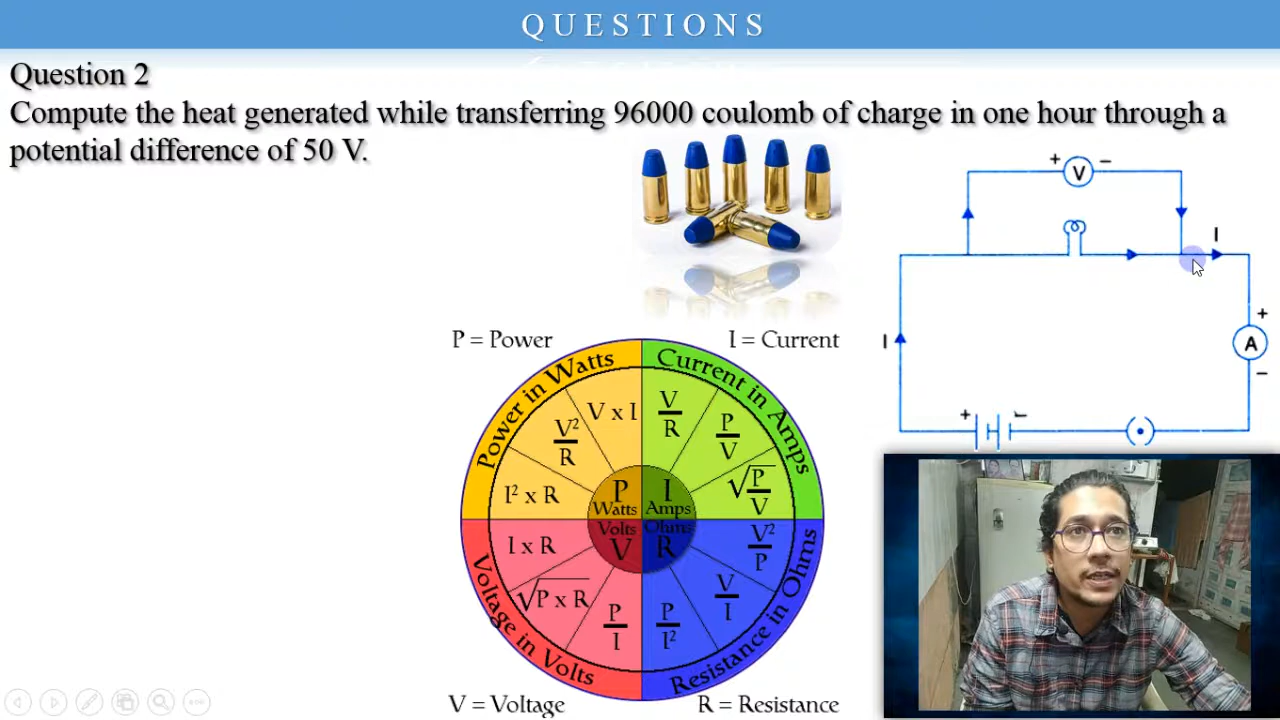 QUESTIONS
Question 2
Compute the heat generated while transferring 96000 coulomb of charge in one hour through a
potential difference of 50 V.
+ V −
I
I
+
A
−
+
P = Power
I = Current
Power in Watts
Current in Amps
V x I
V/R
V²/R
P/V
I² x R
√P/V
P
Watts
I
Amps
Volts
V
Ohms
R
I x R
V²/P
√P x R
V/I
P/I
P/I²
Voltage in Volts
Resistance in Ohms
V = Voltage
R = Resistance